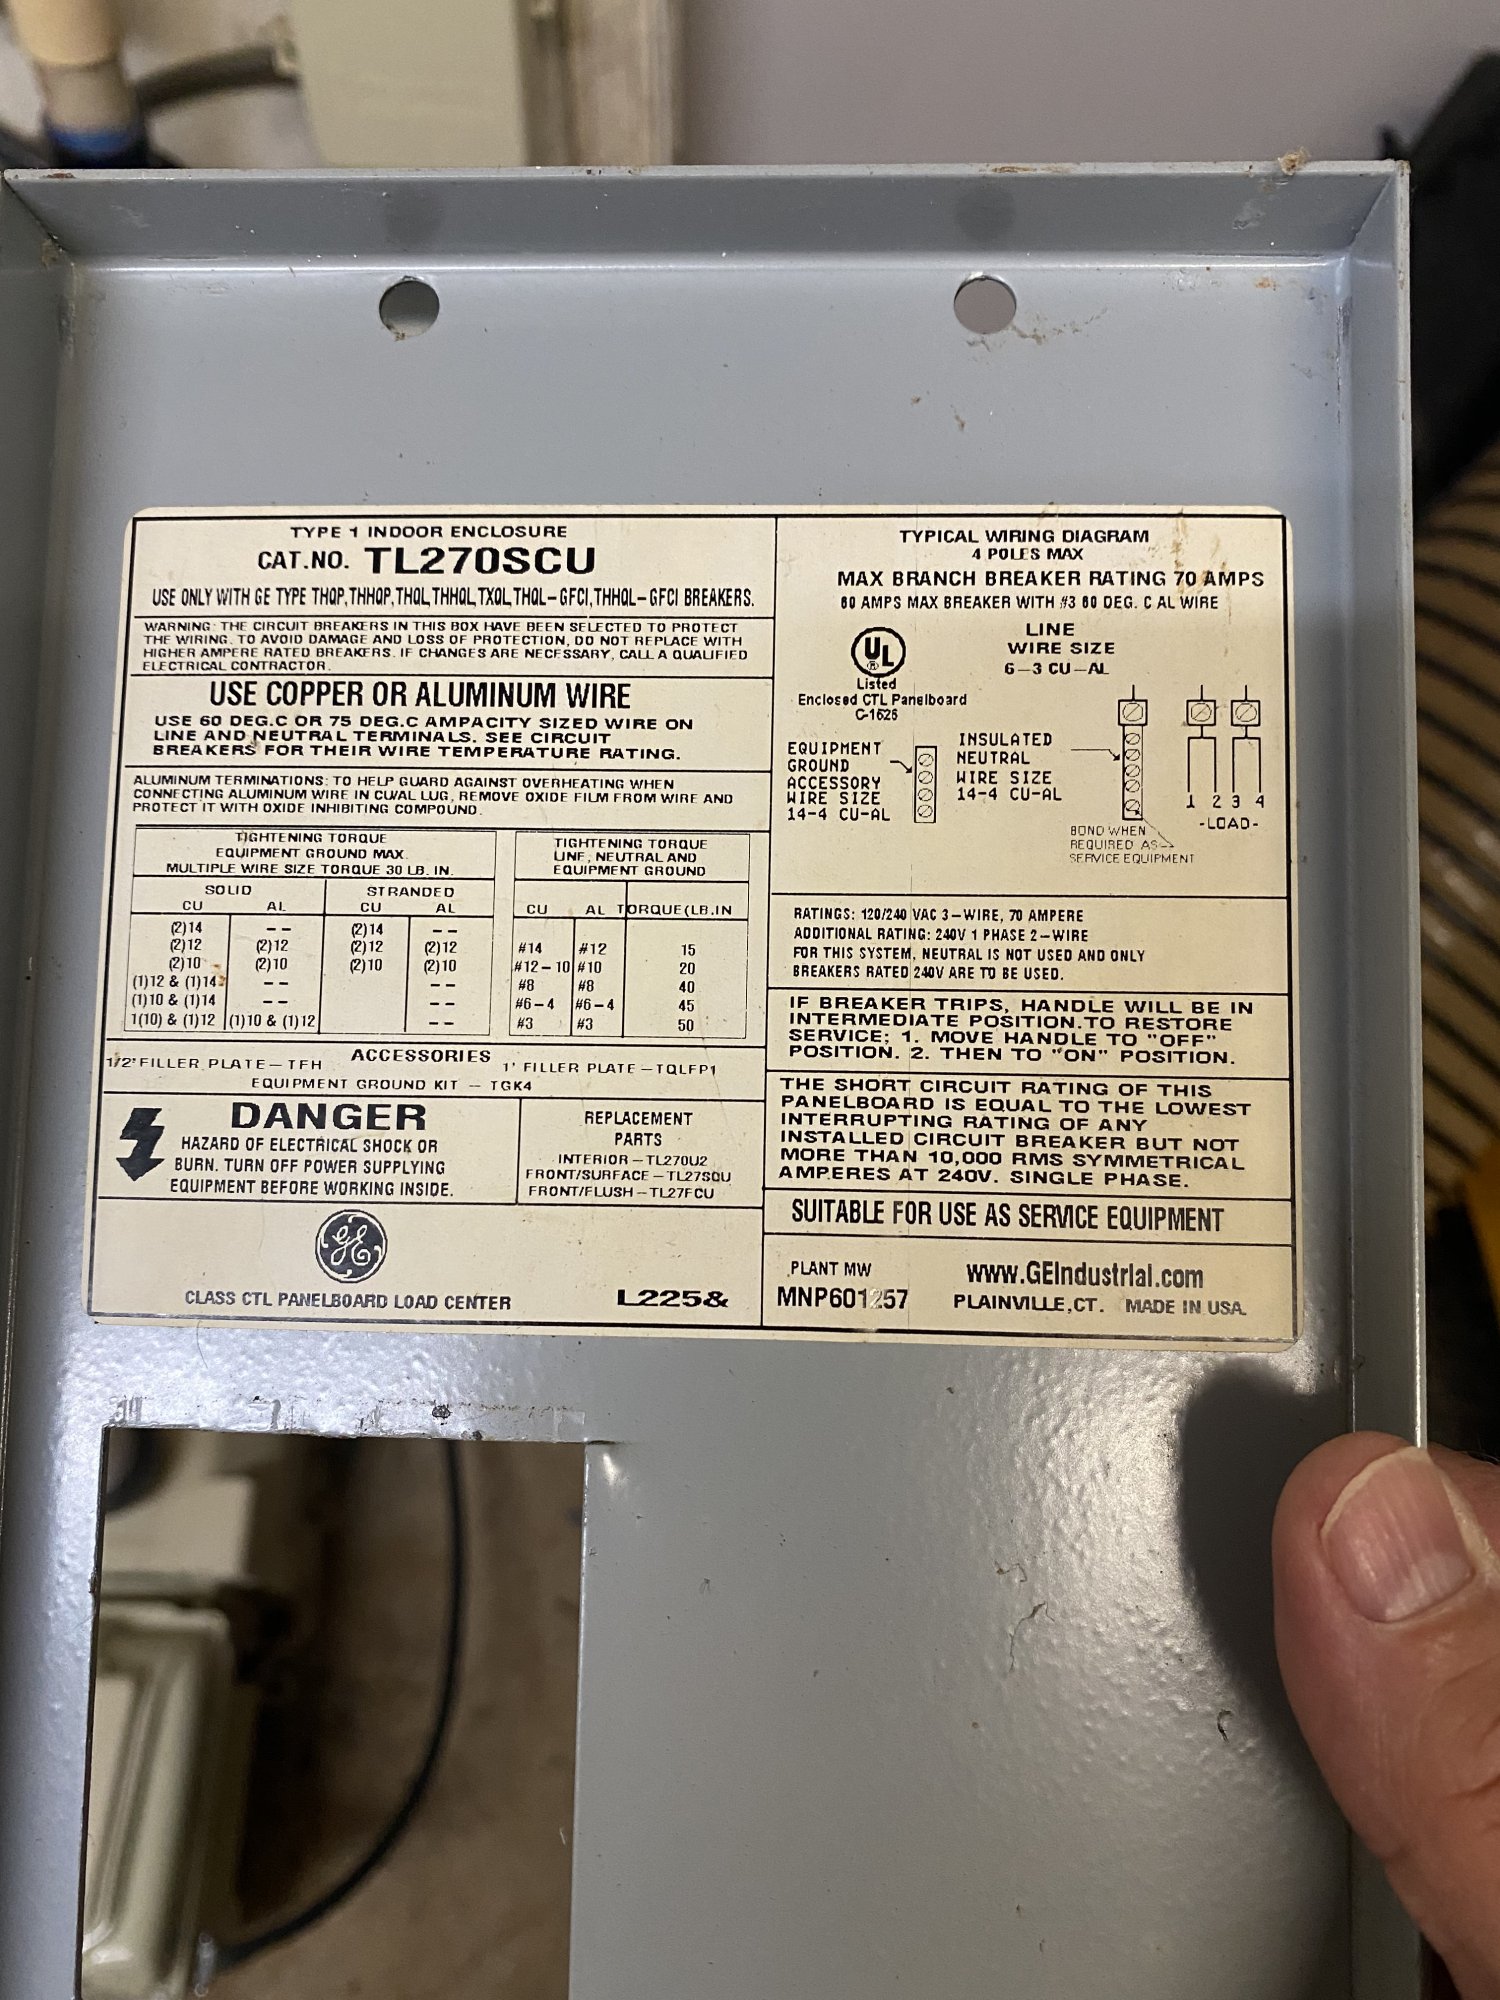 TYPE 1 INDOOR ENCLOSURE
CAT.NO. TL270SCU
USE ONLY WITH GE TYPE THQP,THHQP,THQL,THHQL,TXQL,THQL-GFCI,THHQL-GFCI BREAKERS.
WARNING: THE CIRCUIT BREAKERS IN THIS BOX HAVE BEEN SELECTED TO PROTECT
THE WIRING. TO AVOID DAMAGE AND LOSS OF PROTECTION, DO NOT REPLACE WITH
HIGHER AMPERE RATED BREAKERS. IF CHANGES ARE NECESSARY, CALL A QUALIFIED
ELECTRICAL CONTRACTOR.
USE COPPER OR ALUMINUM WIRE
USE 60 DEG.C OR 75 DEG.C AMPACITY SIZED WIRE ON
LINE AND NEUTRAL TERMINALS. SEE CIRCUIT
BREAKERS FOR THEIR WIRE TEMPERATURE RATING.
ALUMINUM TERMINATIONS: TO HELP GUARD AGAINST OVERHEATING WHEN
CONNECTING ALUMINUM WIRE IN CU/AL LUG, REMOVE OXIDE FILM FROM WIRE AND
PROTECT IT WITH OXIDE INHIBITING COMPOUND.
TIGHTENING TORQUE
EQUIPMENT GROUND MAX.
MULTIPLE WIRE SIZE TORQUE 30 LB. IN.
SOLID STRANDED
CU AL CU AL
(2)14 -- (2)14 --
(2)12 (2)12 (2)12 (2)12
(2)10 (2)10 (2)10 (2)10
(1)12 & (1)14 -- --
(1)10 & (1)14 -- --
1(10) & (1)12 (1)10 & (1)12 --
TIGHTENING TORQUE
LINE, NEUTRAL AND
EQUIPMENT GROUND
CU AL TORQUE(LB.IN
#14 #12 15
#12-10 #10 20
#8 #8 40
#6-4 #6-4 45
#3 #3 50
ACCESSORIES
1/2" FILLER PLATE-TFH 1' FILLER PLATE-TQLFP1
EQUIPMENT GROUND KIT - TGK4
DANGER
HAZARD OF ELECTRICAL SHOCK OR
BURN. TURN OFF POWER SUPPLYING
EQUIPMENT BEFORE WORKING INSIDE.
REPLACEMENT
PARTS
INTERIOR-TL270U2
FRONT/SURFACE-TL27SCU
FRONT/FLUSH-TL27FCU
GE
CLASS CTL PANELBOARD LOAD CENTER L225&
TYPICAL WIRING DIAGRAM
4 POLES MAX
MAX BRANCH BREAKER RATING 70 AMPS
60 AMPS MAX BREAKER WITH #3 60 DEG. C AL WIRE
UL
®
Listed
Enclosed CTL Panelboard
C-1626
LINE
WIRE SIZE
6-3 CU-AL
EQUIPMENT
GROUND
ACCESSORY
WIRE SIZE
14-4 CU-AL
INSULATED
NEUTRAL
WIRE SIZE
14-4 CU-AL
BOND WHEN
REQUIRED AS
SERVICE EQUIPMENT
1 2 3 4
-LOAD-
RATINGS: 120/240 VAC 3-WIRE, 70 AMPERE
ADDITIONAL RATING: 240V 1 PHASE 2-WIRE
FOR THIS SYSTEM, NEUTRAL IS NOT USED AND ONLY
BREAKERS RATED 240V ARE TO BE USED.
IF BREAKER TRIPS, HANDLE WILL BE IN
INTERMEDIATE POSITION.TO RESTORE
SERVICE; 1. MOVE HANDLE TO "OFF"
POSITION. 2. THEN TO "ON" POSITION.
THE SHORT CIRCUIT RATING OF THIS
PANELBOARD IS EQUAL TO THE LOWEST
INTERRUPTING RATING OF ANY
INSTALLED CIRCUIT BREAKER BUT NOT
MORE THAN 10,000 RMS SYMMETRICAL
AMPERES AT 240V. SINGLE PHASE.
SUITABLE FOR USE AS SERVICE EQUIPMENT
PLANT MW www.GEIndustrial.com
MNP601257 PLAINVILLE,CT. MADE IN USA.